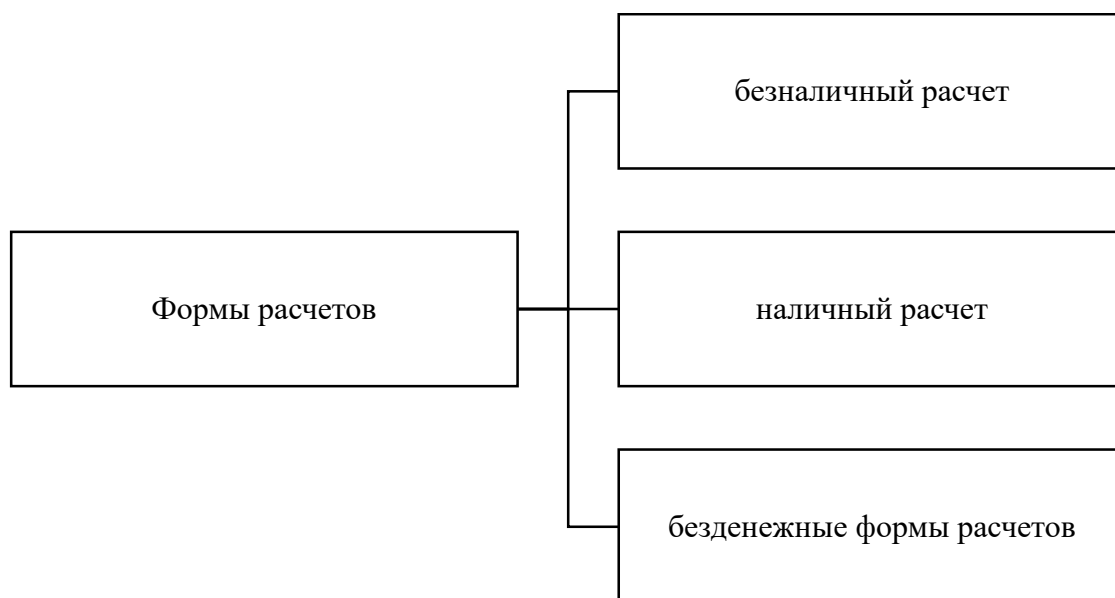 безналичный расчет
Формы расчетов
наличный расчет
безденежные формы расчетов